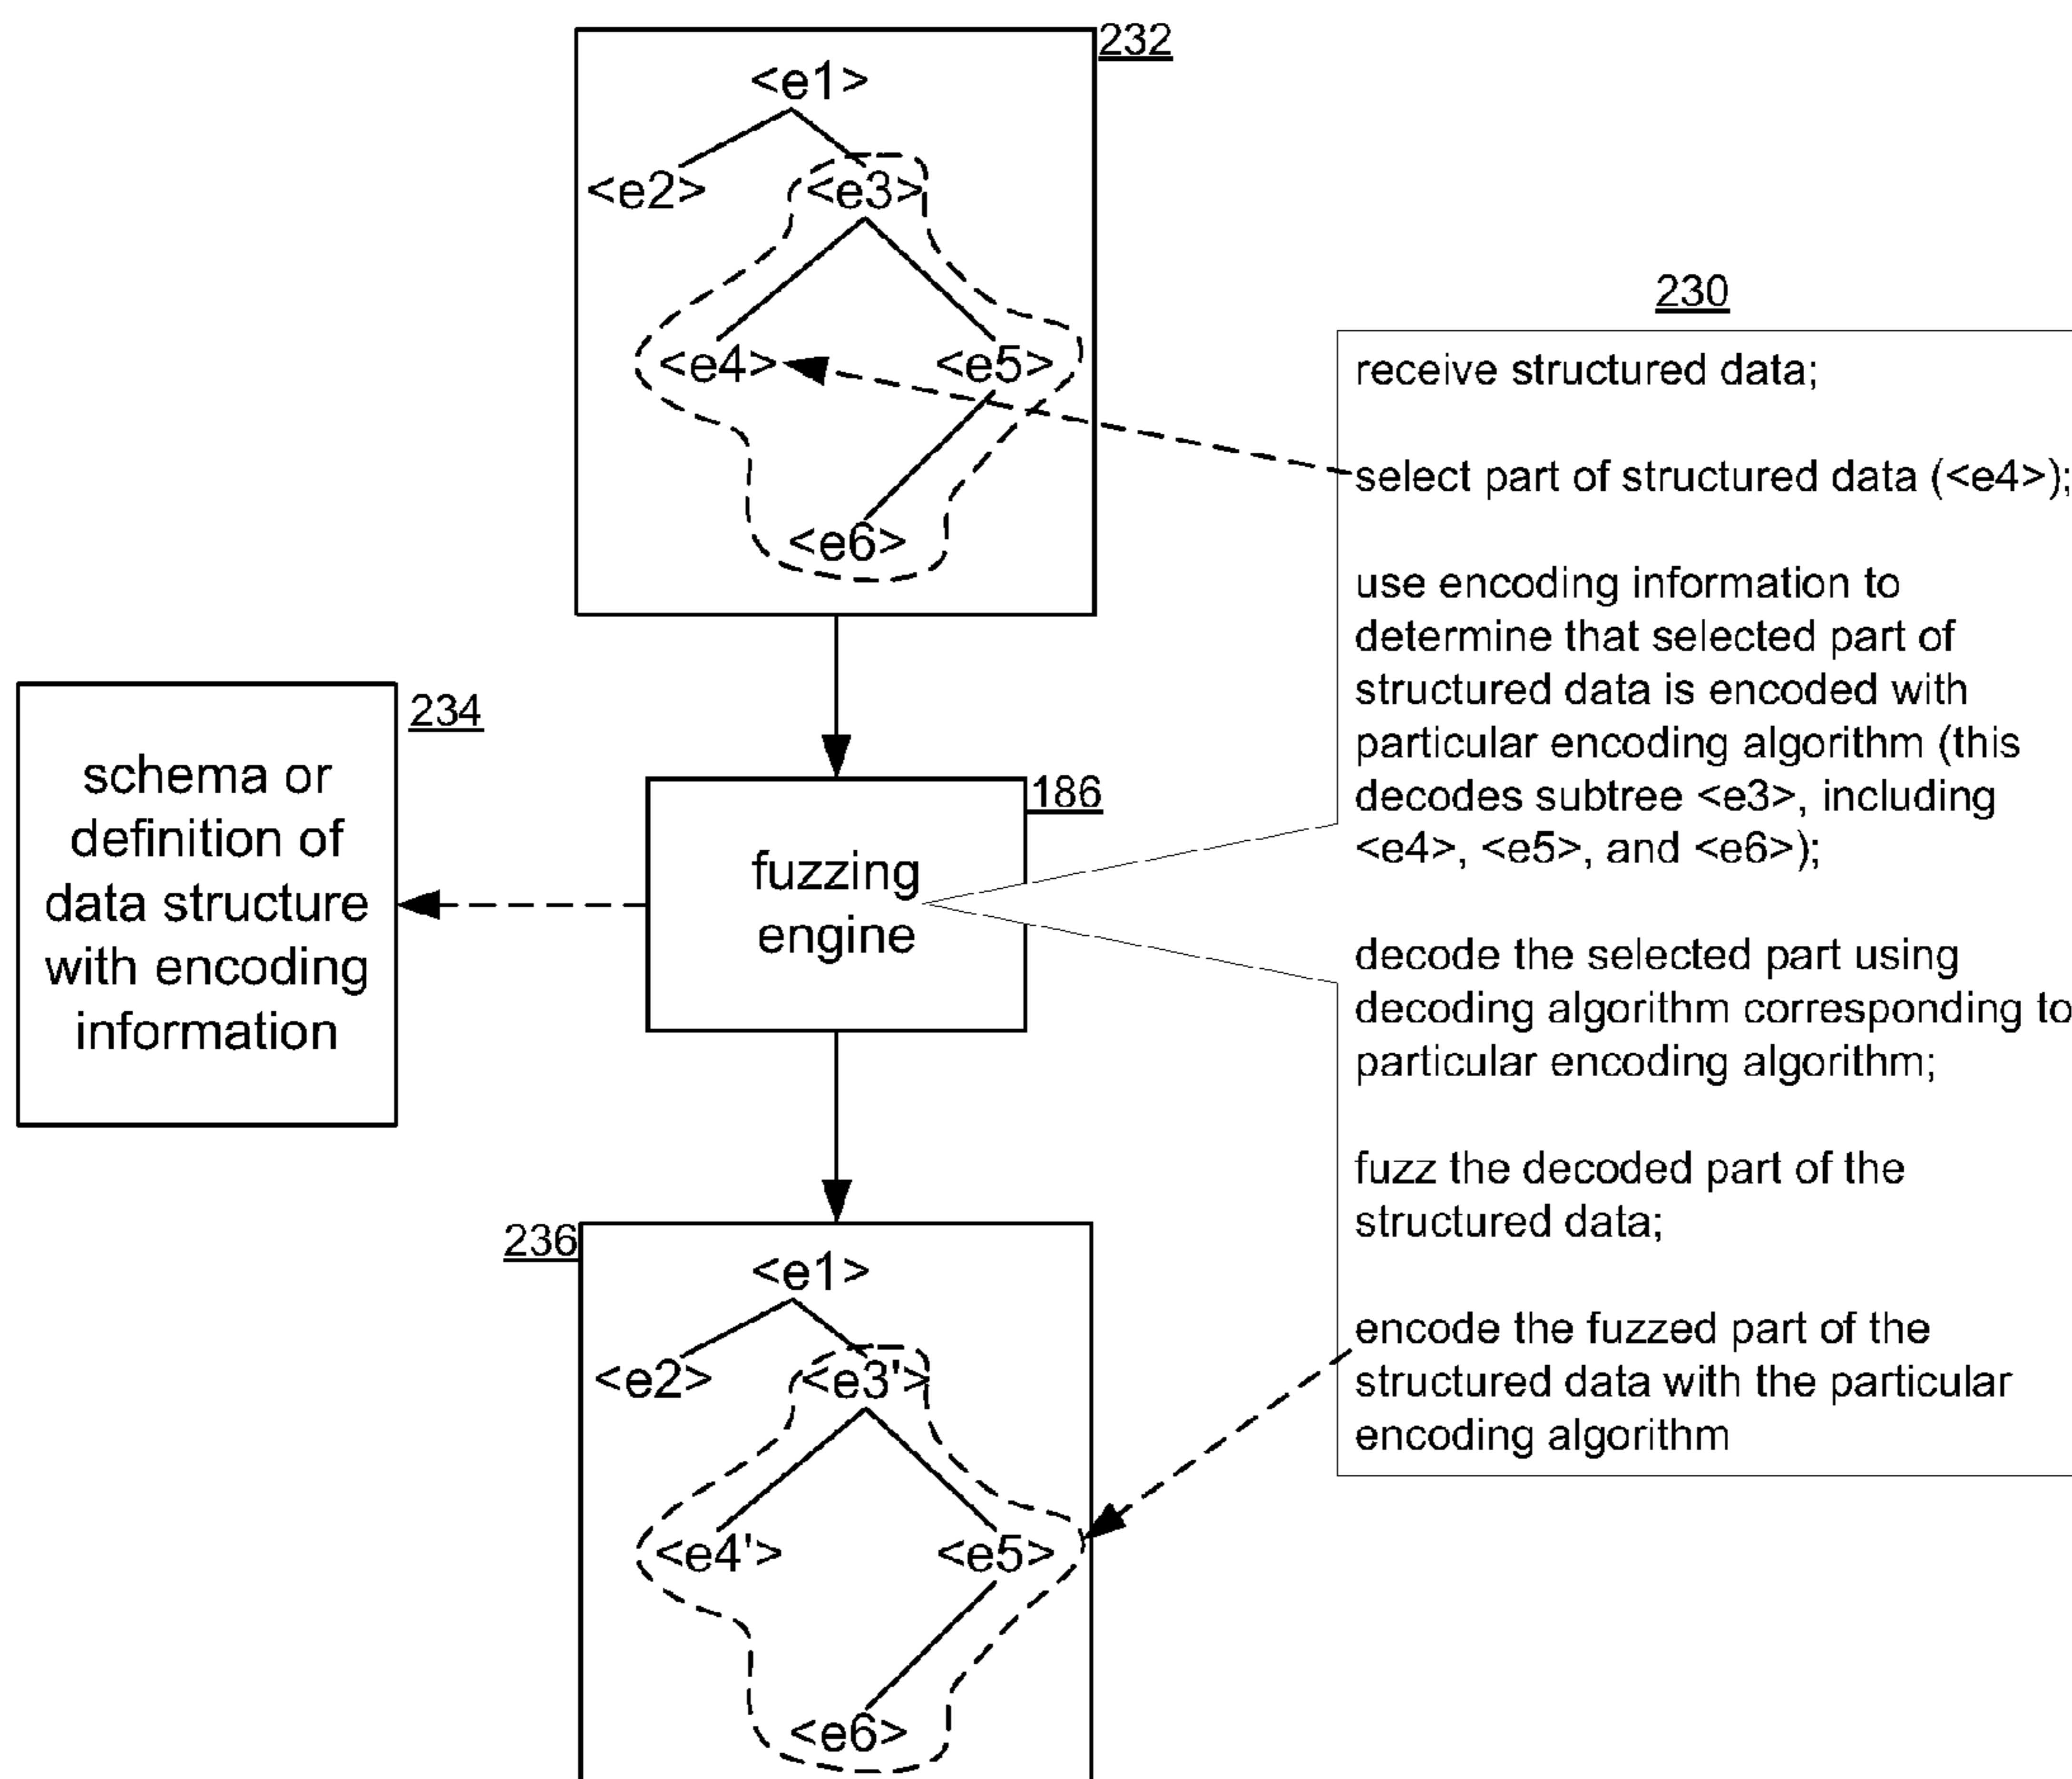 232
<e1>
<e2> <e3>
<e4> <e5>
<e6>
234
schema or
definition of
data structure
with encoding
information
186
fuzzing
engine
236
<e1>
<e2> <e3'>
<e4'> <e5>
<e6>
230
receive structured data;
select part of structured data (<e4>);
use encoding information to
determine that selected part of
structured data is encoded with
particular encoding algorithm (this
decodes subtree <e3>, including
<e4>, <e5>, and <e6>);
decode the selected part using
decoding algorithm corresponding to
particular encoding algorithm;
fuzz the decoded part of the
structured data;
encode the fuzzed part of the
structured data with the particular
encoding algorithm